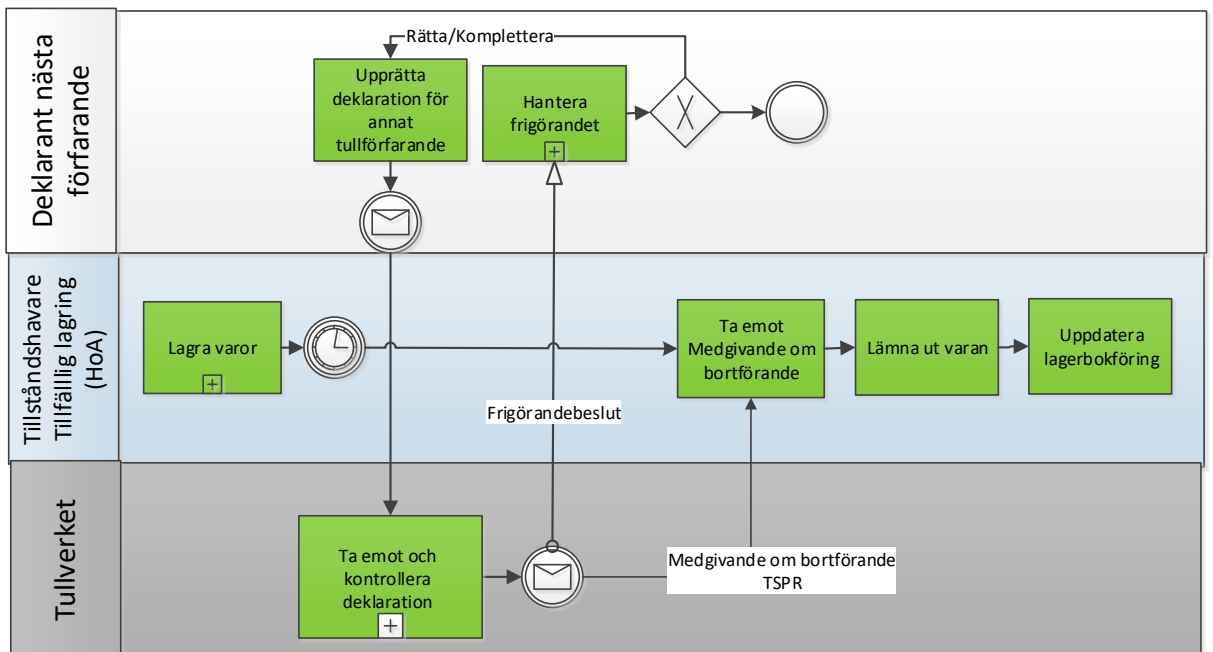 Deklarant nästa
förfarande
Rätta/Komplettera
Upprätta
deklaration för
annat
tullförfarande
Hantera
frigörandet
Tillståndshavare
Tillfälllig lagring
(HoA)
Lagra varor
Ta emot
Medgivande om
bortförande
Lämna ut varan
Uppdatera
lagerbokföring
Frigörandebeslut
Tullverket
Ta emot och
kontrollera
deklaration
Medgivande om bortförande
TSPR